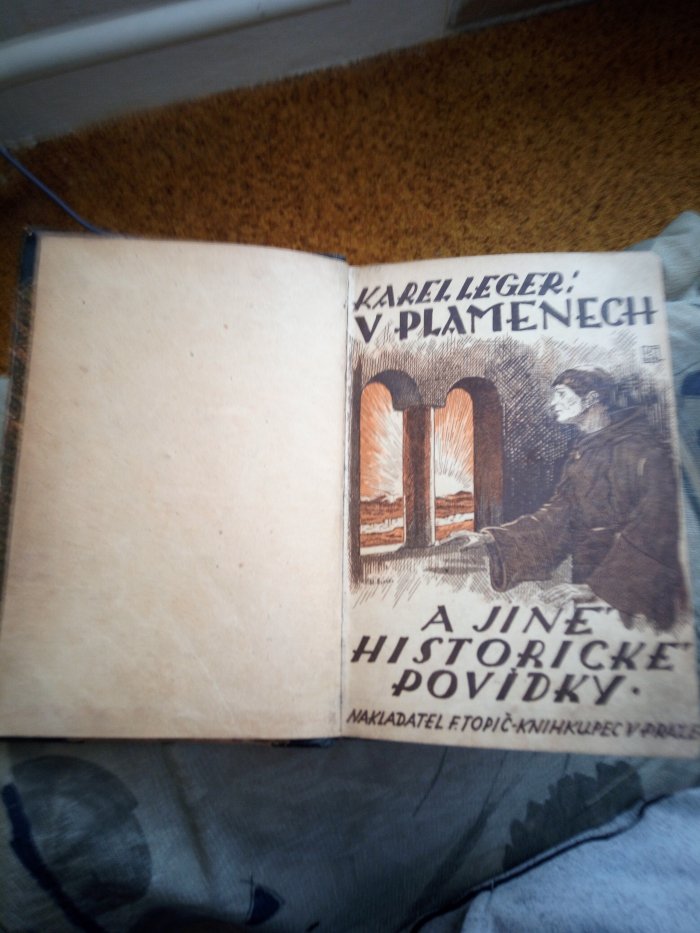 KAREL LEGER:
V PLAMENECH
A JINÉ
HISTORICKÉ
POVÍDKY.
NAKLADATEL F. TOPIČ-KNIHKUPEC V PRAZE